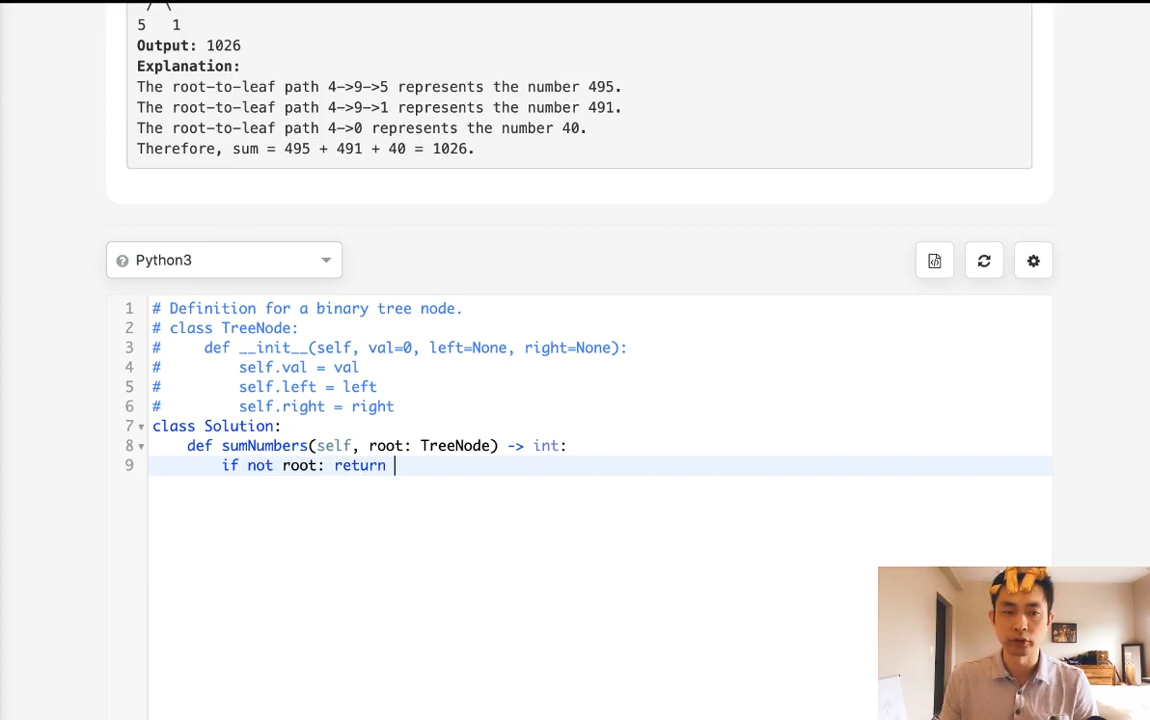 5   1
Output: 1026
Explanation:
The root-to-leaf path 4->9->5 represents the number 495.
The root-to-leaf path 4->9->1 represents the number 491.
The root-to-leaf path 4->0 represents the number 40.
Therefore, sum = 495 + 491 + 40 = 1026.
Python3
1 # Definition for a binary tree node.
2 # class TreeNode:
3 #     def __init__(self, val=0, left=None, right=None):
4 #         self.val = val
5 #         self.left = left
6 #         self.right = right
7 class Solution:
8     def sumNumbers(self, root: TreeNode) -> int:
9         if not root: return